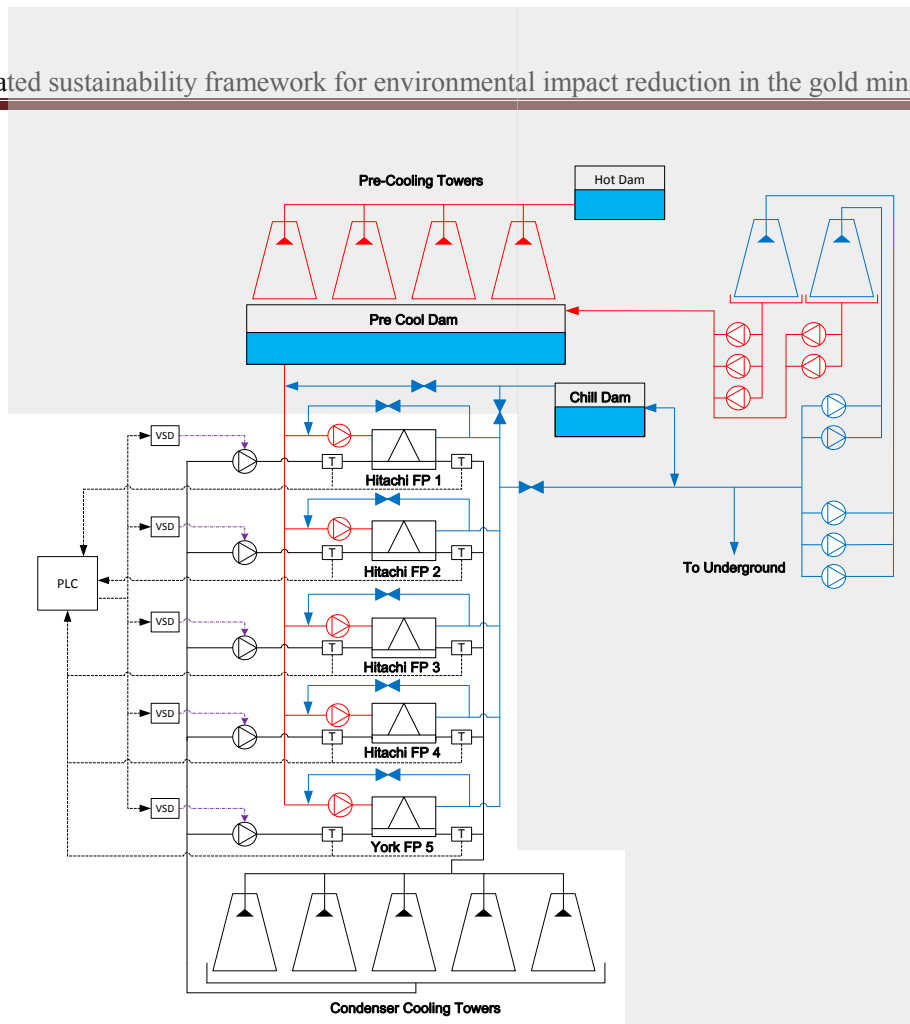 ated sustainability framework for environmental impact reduction in the gold min
Pre-Cooling Towers
Hot Dam
Pre Cool Dam
Chill Dam
VSD
T
T
Hitachi FP 1
VSD
T
T
Hitachi FP 2
To Underground
PLC
VSD
T
T
Hitachi FP 3
VSD
T
T
Hitachi FP 4
VSD
T
T
York FP 5
Condenser Cooling Towers